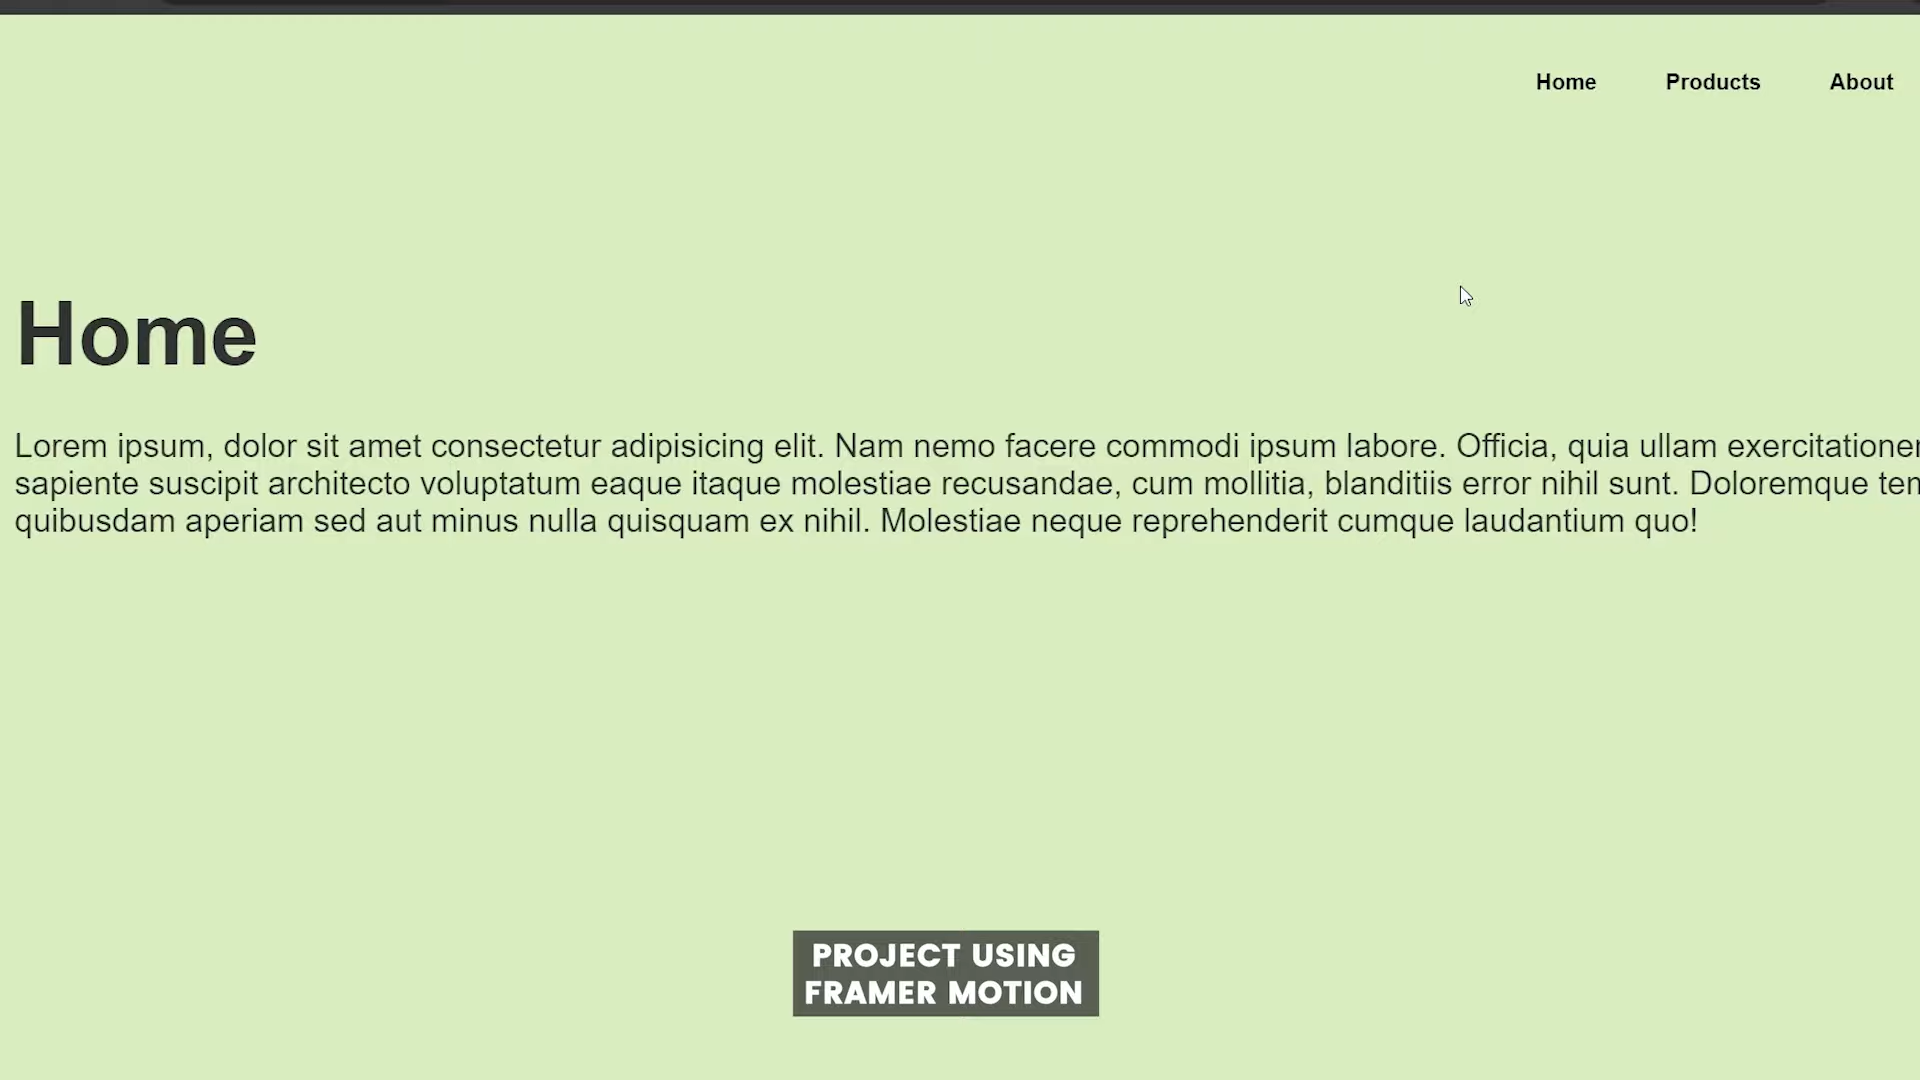 Home Products About
Home
Lorem ipsum, dolor sit amet consectetur adipisicing elit. Nam nemo facere commodi ipsum labore. Officia, quia ullam
sapiente suscipit architecto voluptatum eaque itaque molestiae recusandae, cum mollitia, blanditiis error nihil sunt. Doloremque
quibusdam aperiam sed aut minus nulla quisquam ex nihil. Molestiae neque reprehenderit cumque laudantium quo!
PROJECT USING
FRAMER MOTION